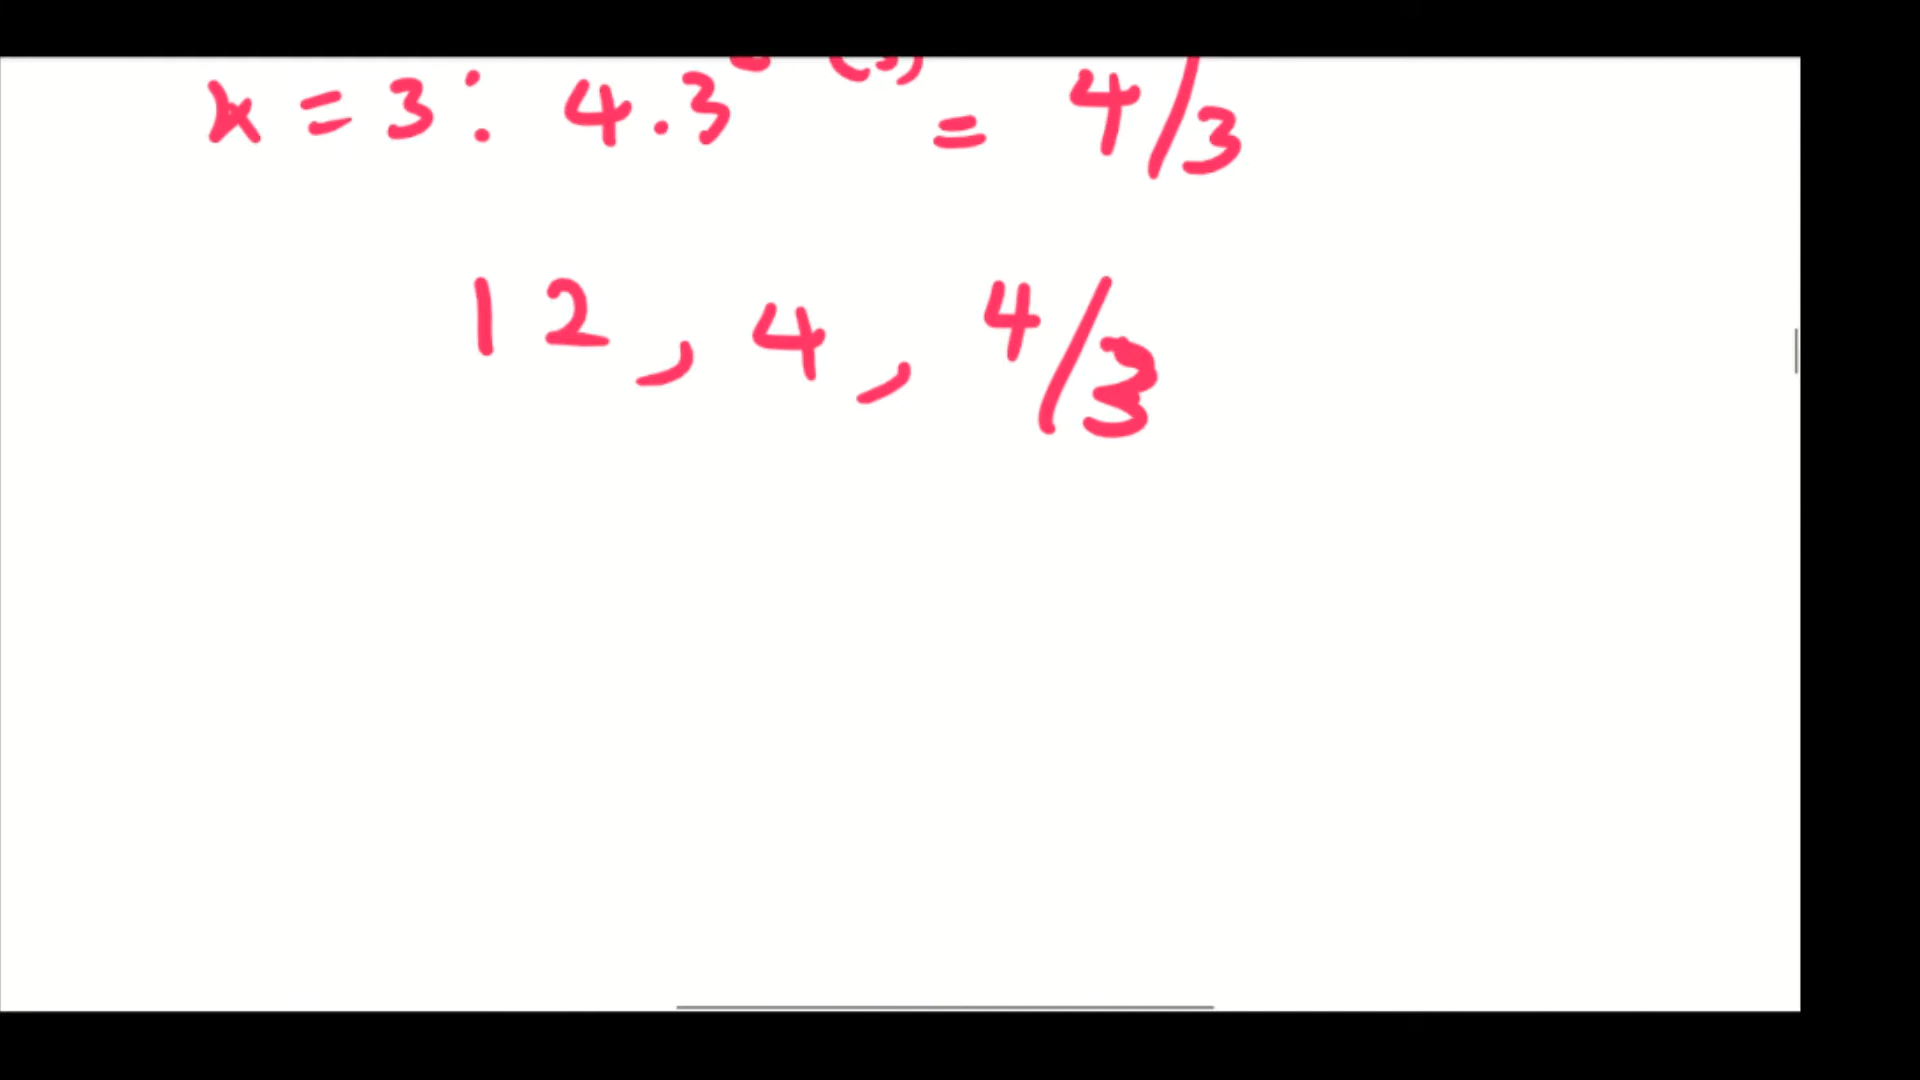 x = 3 : 4.3 = 4/3
12, 4, 4/3